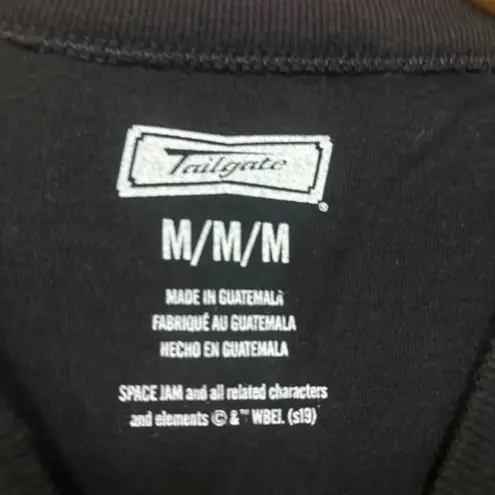 Tailgate
®
M/M/M
MADE IN GUATEMALA
FABRIQUÉ AU GUATEMALA
HECHO EN GUATEMALA
SPACE JAM and all related characters
and elements © & ™ WBEI. (s19)